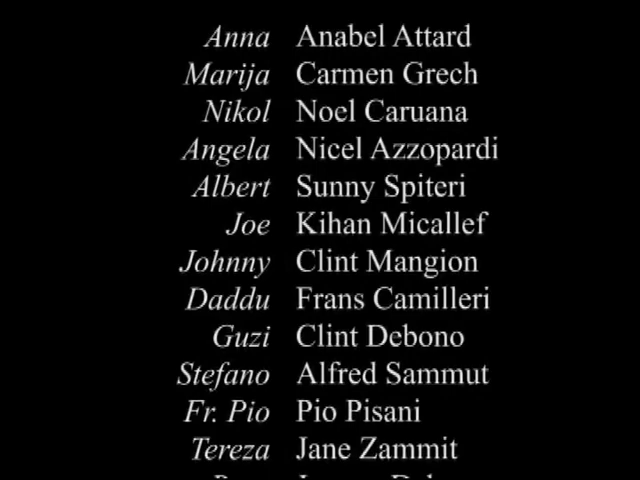 Anna Anabel Attard
Marija Carmen Grech
Nikol Noel Caruana
Angela Nicel Azzopardi
Albert Sunny Spiteri
Joe Kihan Micallef
Johnny Clint Mangion
Daddu Frans Camilleri
Guzi Clint Debono
Stefano Alfred Sammut
Fr. Pio Pio Pisani
Tereza Jane Zammit